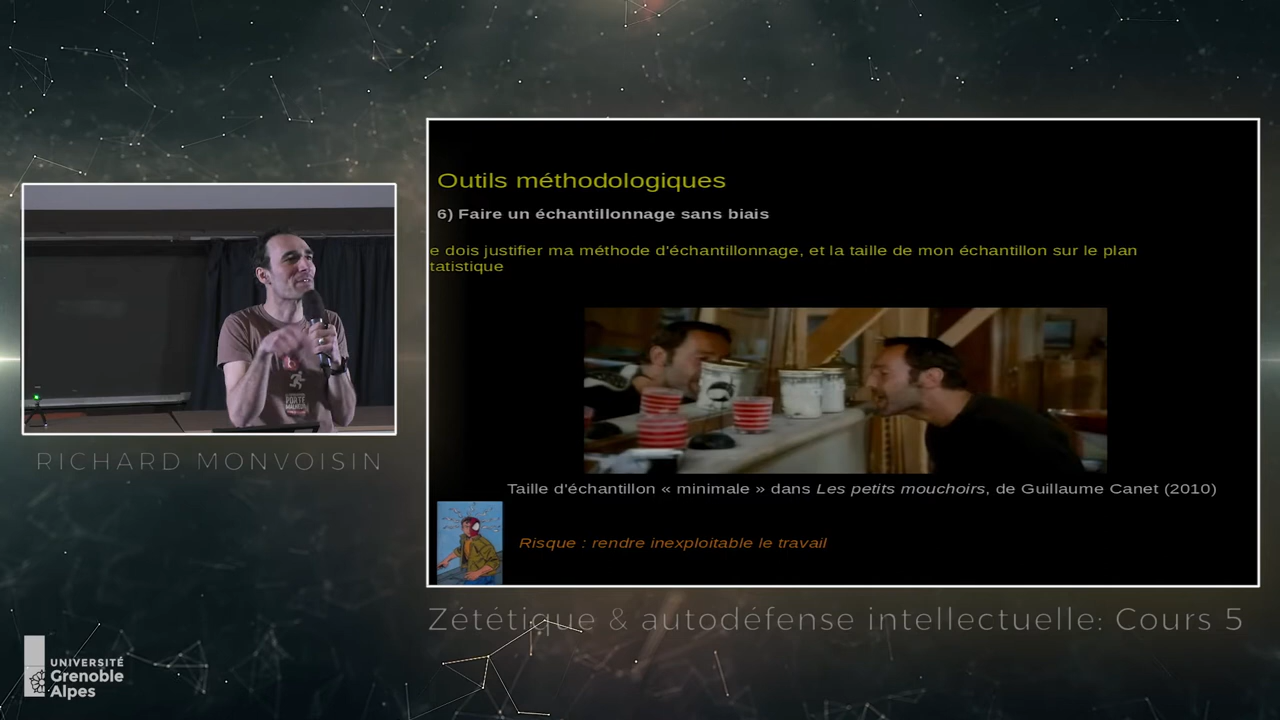 Outils méthodologiques
6) Faire un échantillonnage sans biais
e dois justifier ma méthode d'échantillonnage, et la taille de mon échantillon sur le plan
tatistique
Taille d'échantillon « minimale » dans Les petits mouchoirs, de Guillaume Canet (2010)
Risque : rendre inexploitable le travail
PORTE
MALHEUR
RICHARD MONVOISIN
Zététique & autodéfense intellectuelle: Cours 5
UNIVERSITÉ
Grenoble
Alpes